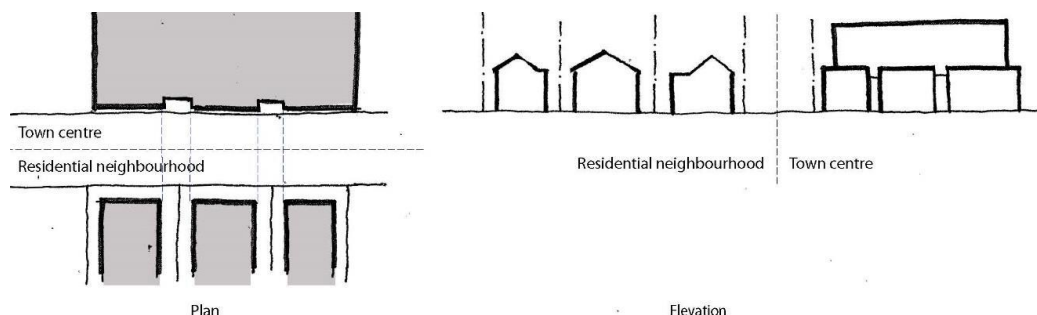 Town centre
Residential neighbourhood
Plan
Residential neighbourhood
Town centre
Elevation